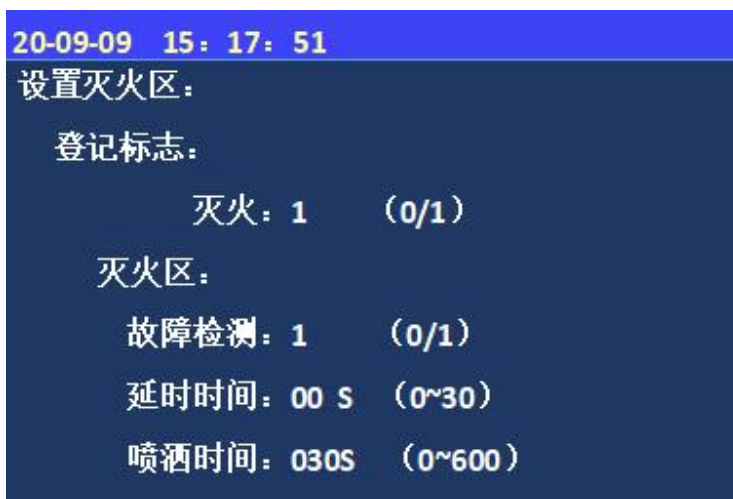 20-09-09 15：17：51
设置灭火区：
登记标志：
灭火：1 （0/1）
灭火区：
故障检测：1 （0/1）
延时时间：00 S （0~30）
喷洒时间：030S （0~600）